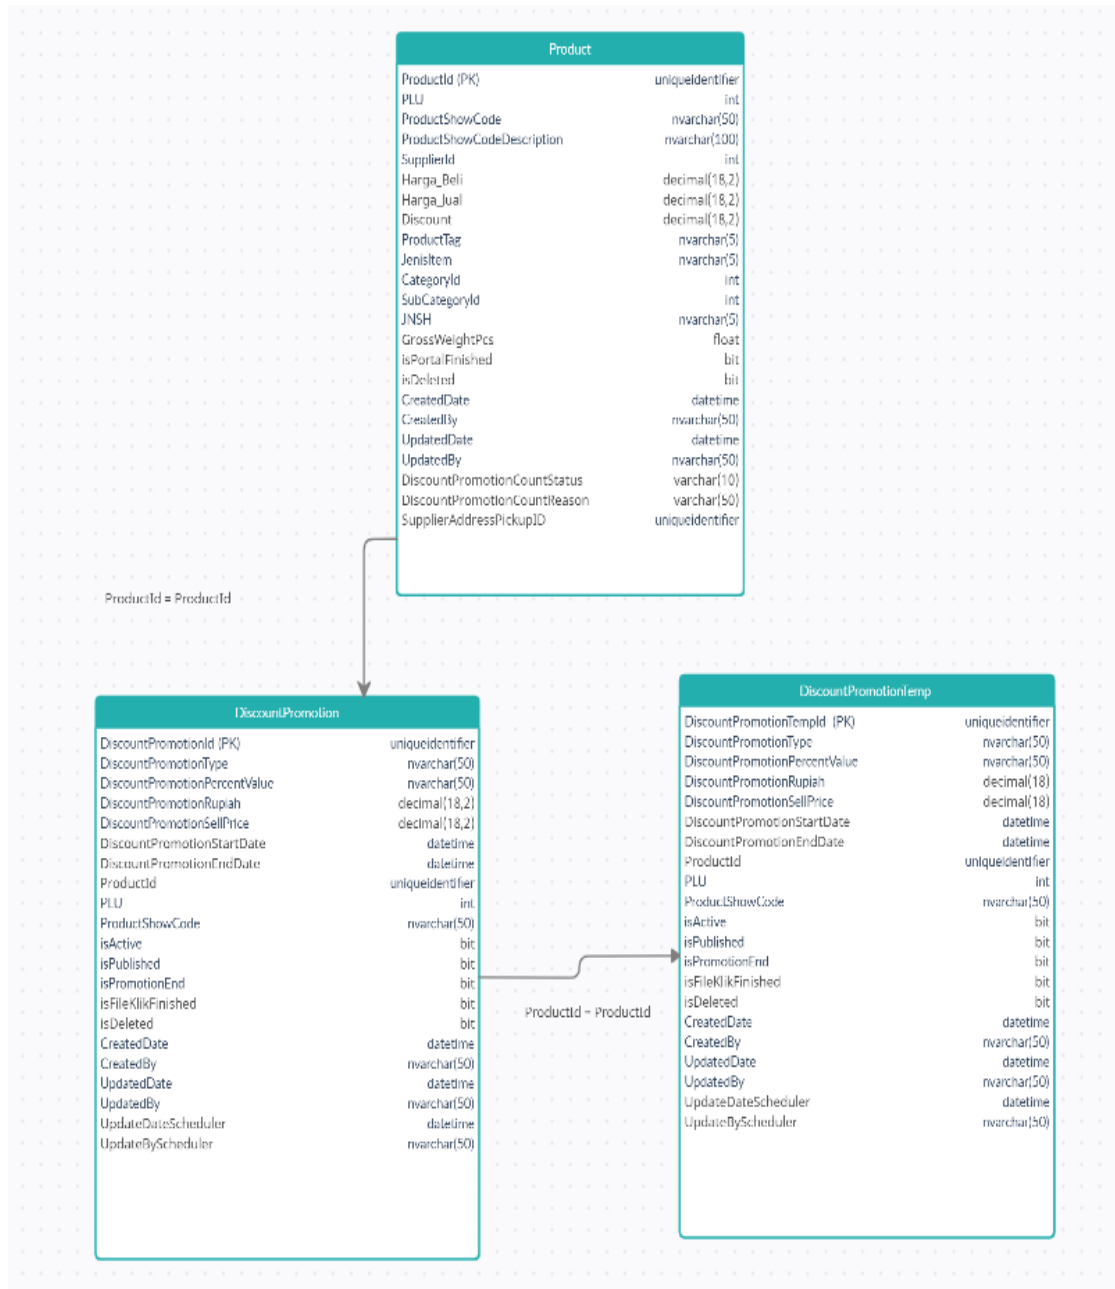 Product
ProductId (PK) uniqueidentifier
PLU int
ProductShowCode nvarchar(50)
ProductShowCodeDescription nvarchar(100)
SupplierId int
Harga_Beli decimal(18,2)
Harga_Jual decimal(18,2)
Discount decimal(18,2)
ProductTag nvarchar(5)
JenisItem nvarchar(5)
CategoryId int
SubCategoryId int
JNSH nvarchar(5)
GrossWeightPcs float
isPortalFinished bit
isDeleted bit
CreatedDate datetime
CreatedBy nvarchar(50)
UpdatedDate datetime
UpdatedBy nvarchar(50)
DiscountPromotionCountStatus varchar(10)
DiscountPromotionCountReason varchar(50)
SupplierAddressPickupID uniqueidentifier
ProductId = ProductId
DiscountPromotion
DiscountPromotionId (PK) uniqueidentifier
DiscountPromotionType nvarchar(50)
DiscountPromotionPercentValue nvarchar(50)
DiscountPromotionRupiah decimal(18,2)
DiscountPromotionSellPrice decimal(18,2)
DiscountPromotionStartDate datetime
DiscountPromotionEndDate datetime
ProductId uniqueidentifier
PLU int
ProductShowCode nvarchar(50)
isActive bit
isPublished bit
isPromotionEnd bit
isFileKlikFinished bit
isDeleted bit
CreatedDate datetime
CreatedBy nvarchar(50)
UpdatedDate datetime
UpdatedBy nvarchar(50)
UpdateDateScheduler datetime
UpdateByScheduler nvarchar(50)
ProductId = ProductId
DiscountPromotionTemp
DiscountPromotionTempId (PK) uniqueidentifier
DiscountPromotionType nvarchar(50)
DiscountPromotionPercentValue nvarchar(50)
DiscountPromotionRupiah decimal(18)
DiscountPromotionSellPrice decimal(18)
DiscountPromotionStartDate datetime
DiscountPromotionEndDate datetime
ProductId uniqueidentifier
PLU int
ProductShowCode nvarchar(50)
isActive bit
isPublished bit
isPromotionEnd bit
isFileKlikFinished bit
isDeleted bit
CreatedDate datetime
CreatedBy nvarchar(50)
UpdatedDate datetime
UpdatedBy nvarchar(50)
UpdateDateScheduler datetime
UpdateByScheduler nvarchar(50)